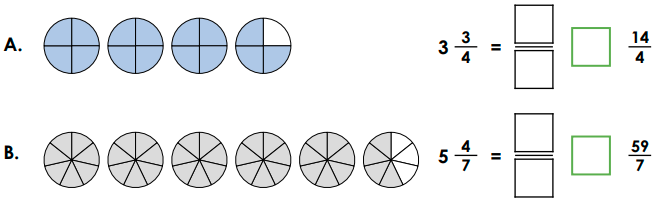 A. 3 3/4 = 14/4
B. 5 4/7 = 59/7